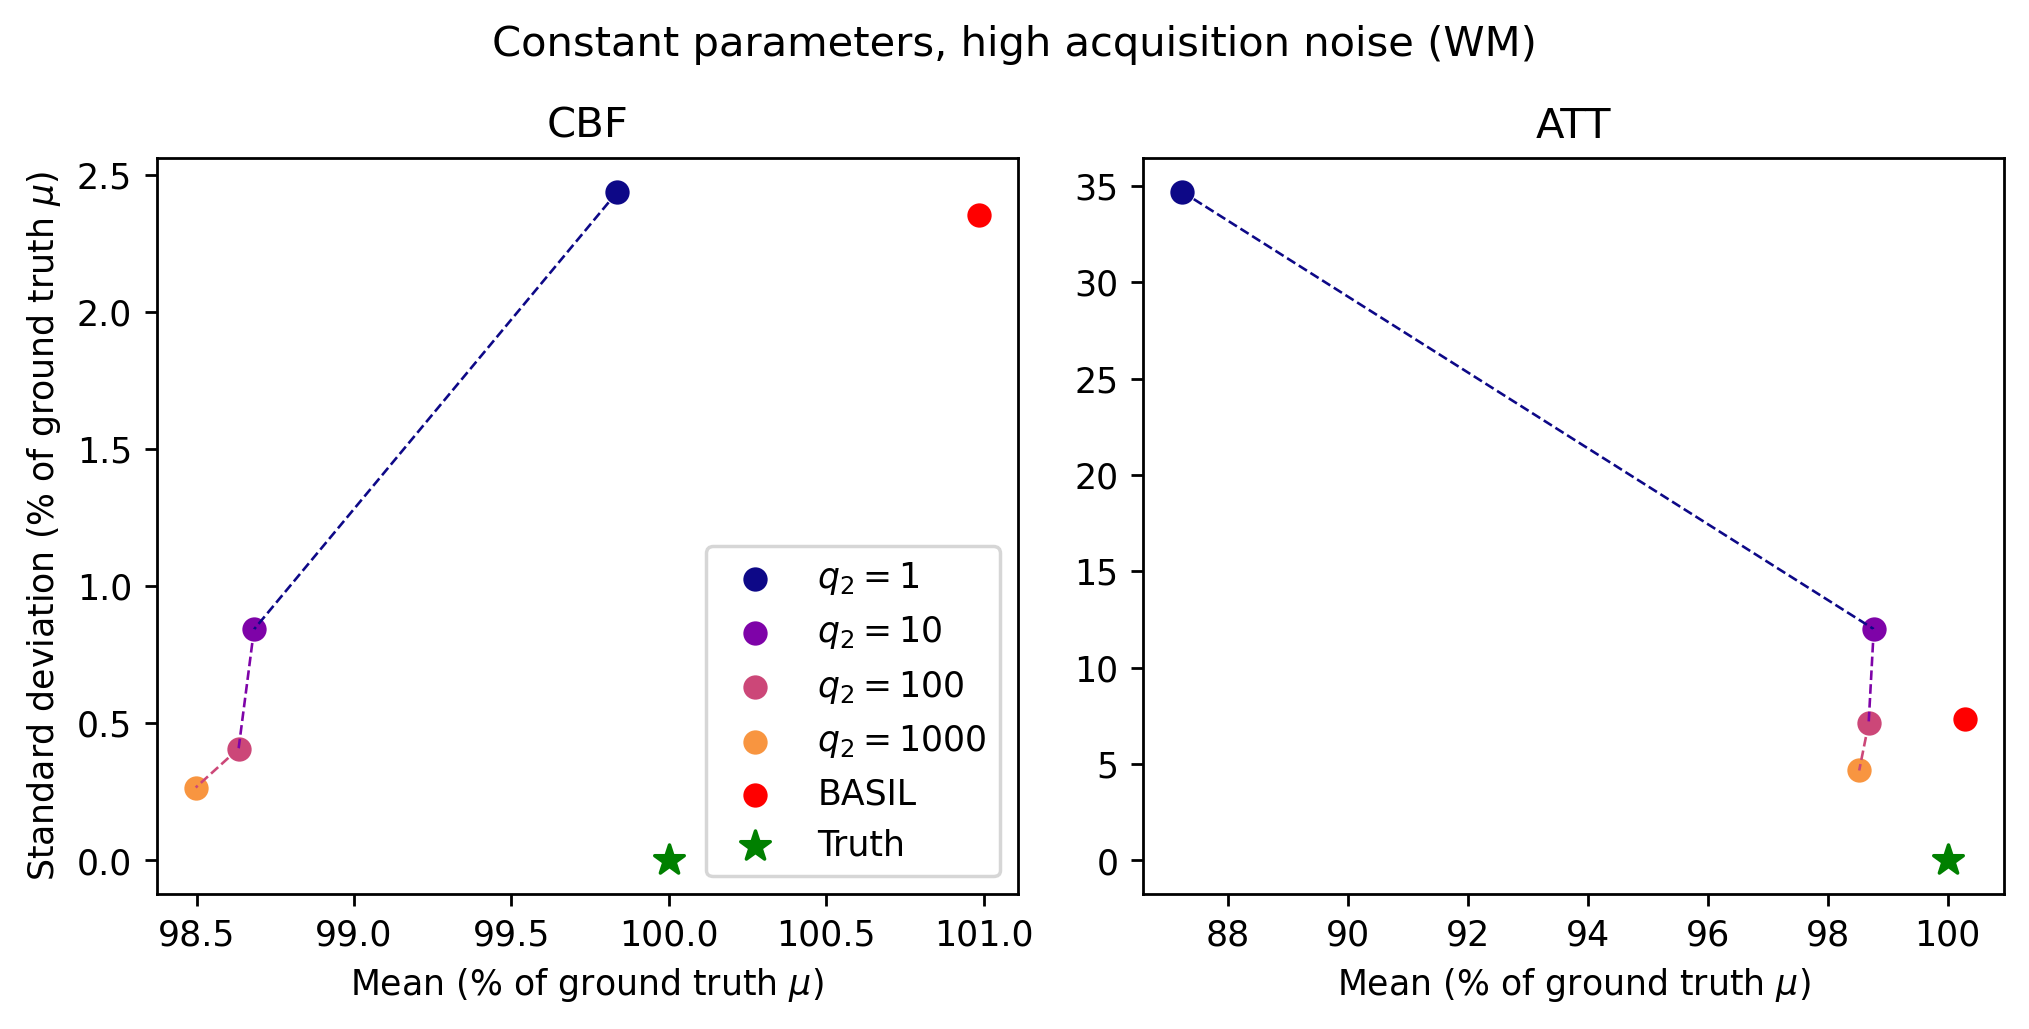 Constant parameters, high acquisition noise (WM)
CBF
Standard deviation (% of ground truth μ)
2.5
2.0
1.5
1.0
0.5
0.0
98.5
99.0
99.5
100.0
100.5
101.0
Mean (% of ground truth μ)
q₂ = 1
q₂ = 10
q₂ = 100
q₂ = 1000
BASIL
Truth
ATT
35
30
25
20
15
10
5
0
88
90
92
94
96
98
100
Mean (% of ground truth μ)